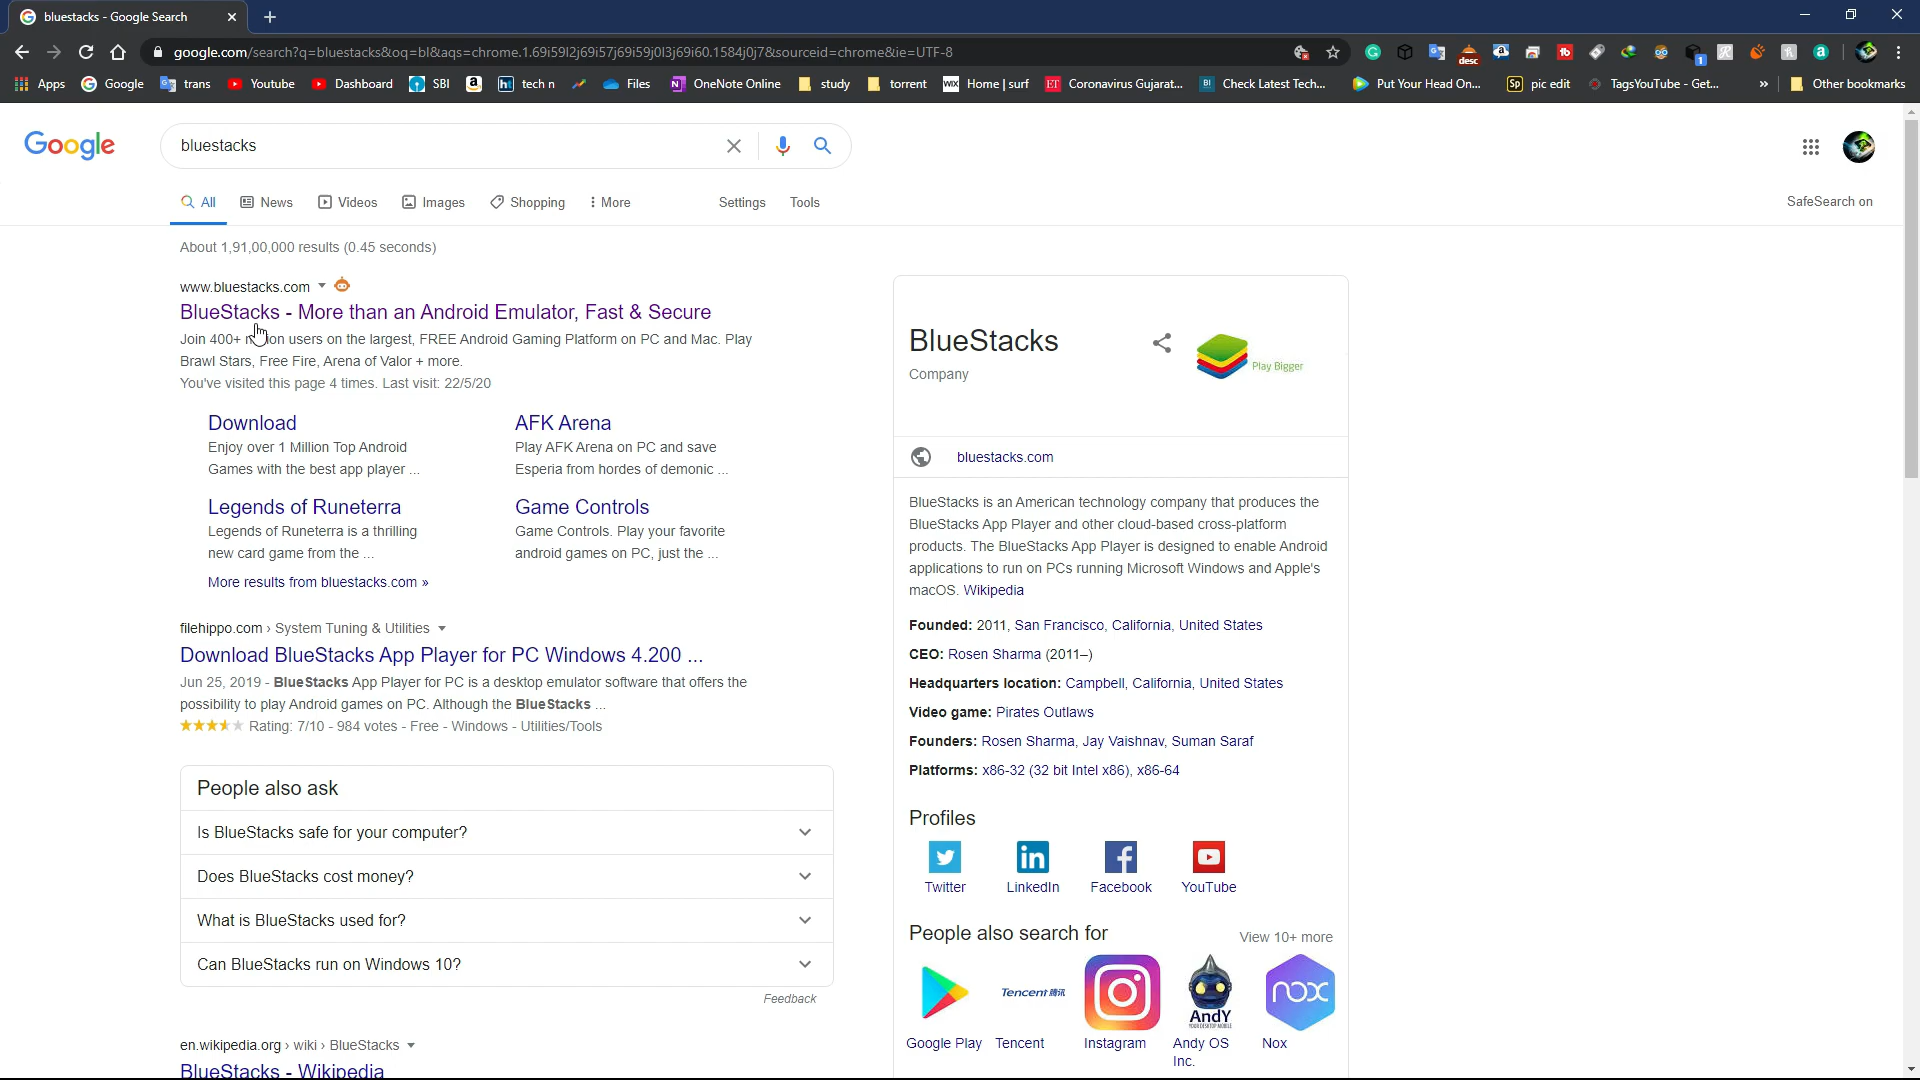 bluestacks - Google Search
google.com/search?q=bluestacks&oq=bl&aqs=chrome.1.69i59l2j69i57j69i59j0l3j69i60.1584j0j7&sourceid=chrome&ie=UTF-8
Apps Google trans Youtube Dashboard SBI tech n Files OneNote Online study torrent Home | surf Coronavirus Gujarat... Check Latest Tech... Put Your Head On... pic edit TagsYouTube - Get... » Other bookmarks
Google
bluestacks
All News Videos Images Shopping More Settings Tools SafeSearch on
About 1,91,00,000 results (0.45 seconds)
www.bluestacks.com
BlueStacks - More than an Android Emulator, Fast & Secure
Join 400+ users on the largest, FREE Android Gaming Platform on PC and Mac. Play
Brawl Stars, Free Fire, Arena of Valor + more.
You've visited this page 4 times. Last visit: 22/5/20
Download
Enjoy over 1 Million Top Android
Games with the best app player ...
AFK Arena
Play AFK Arena on PC and save
Esperia from hordes of demonic ...
Legends of Runeterra
Legends of Runeterra is a thrilling
new card game from the ...
Game Controls
Game Controls. Play your favorite
android games on PC, just the ...
More results from bluestacks.com »
filehippo.com › System Tuning & Utilities
Download BlueStacks App Player for PC Windows 4.200 ...
Jun 25, 2019 - BlueStacks App Player for PC is a desktop emulator software that offers the
possibility to play Android games on PC. Although the BlueStacks ...
Rating: 7/10 - 984 votes - Free - Windows - Utilities/Tools
People also ask
Is BlueStacks safe for your computer?
Does BlueStacks cost money?
What is BlueStacks used for?
Can BlueStacks run on Windows 10?
Feedback
en.wikipedia.org › wiki › BlueStacks
BlueStacks - Wikipedia
BlueStacks
Company
Play Bigger
bluestacks.com
BlueStacks is an American technology company that produces the
BlueStacks App Player and other cloud-based cross-platform
products. The BlueStacks App Player is designed to enable Android
applications to run on PCs running Microsoft Windows and Apple's
macOS. Wikipedia
Founded: 2011, San Francisco, California, United States
CEO: Rosen Sharma (2011–)
Headquarters location: Campbell, California, United States
Video game: Pirates Outlaws
Founders: Rosen Sharma, Jay Vaishnav, Suman Saraf
Platforms: x86-32 (32 bit Intel x86), x86-64
Profiles
Twitter LinkedIn Facebook YouTube
People also search for
View 10+ more
Tencent 腾讯
AndY
nox
Google Play Tencent Instagram Andy OS Nox
Inc.